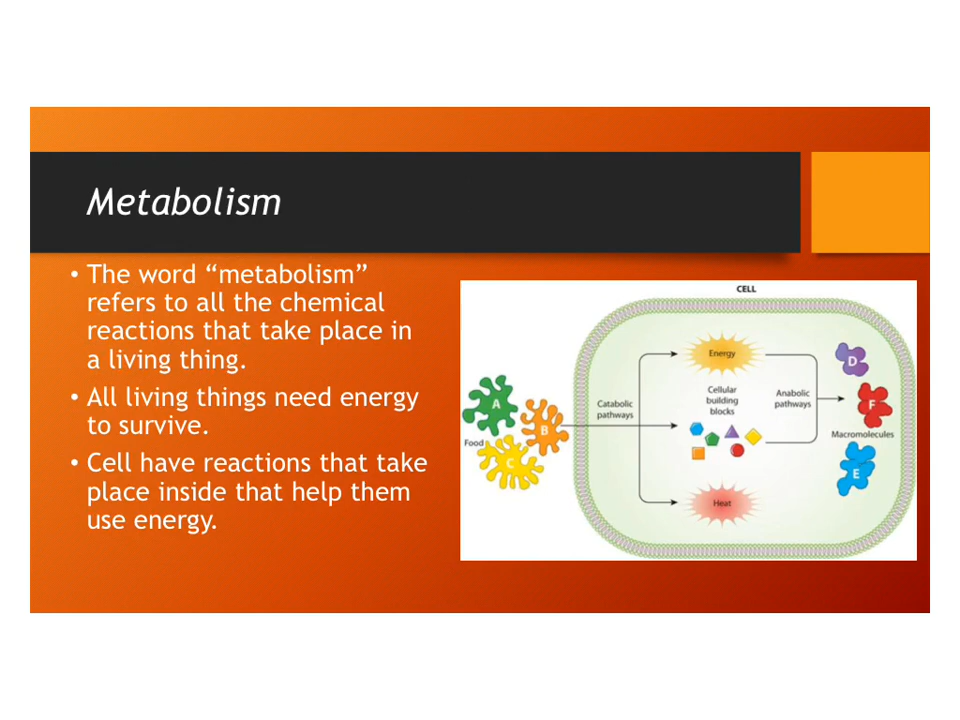 Metabolism
• The word “metabolism”
refers to all the chemical
reactions that take place in
a living thing.
• All living things need energy
to survive.
• Cell have reactions that take
place inside that help them
use energy.
CELL
Food
A
B
C
Catabolic
pathways
Energy
Cellular
building
blocks
Heat
Anabolic
pathways
D
F
Macromolecules
E